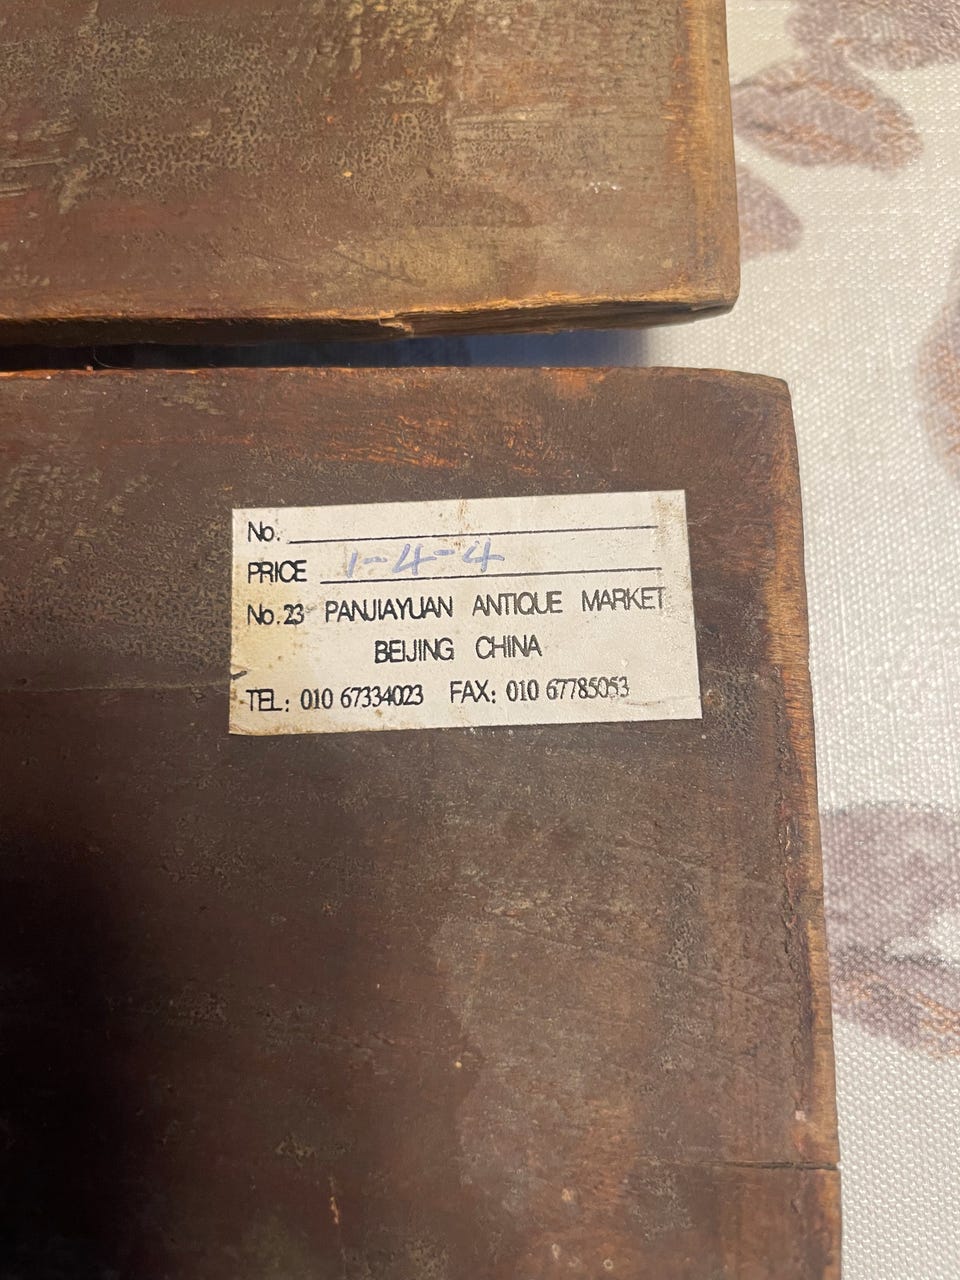 No.
PRICE 1-4-4
No.23 PANJIAYUAN ANTIQUE MARKET
BEIJING CHINA
TEL: 010 67334023 FAX: 010 67785053